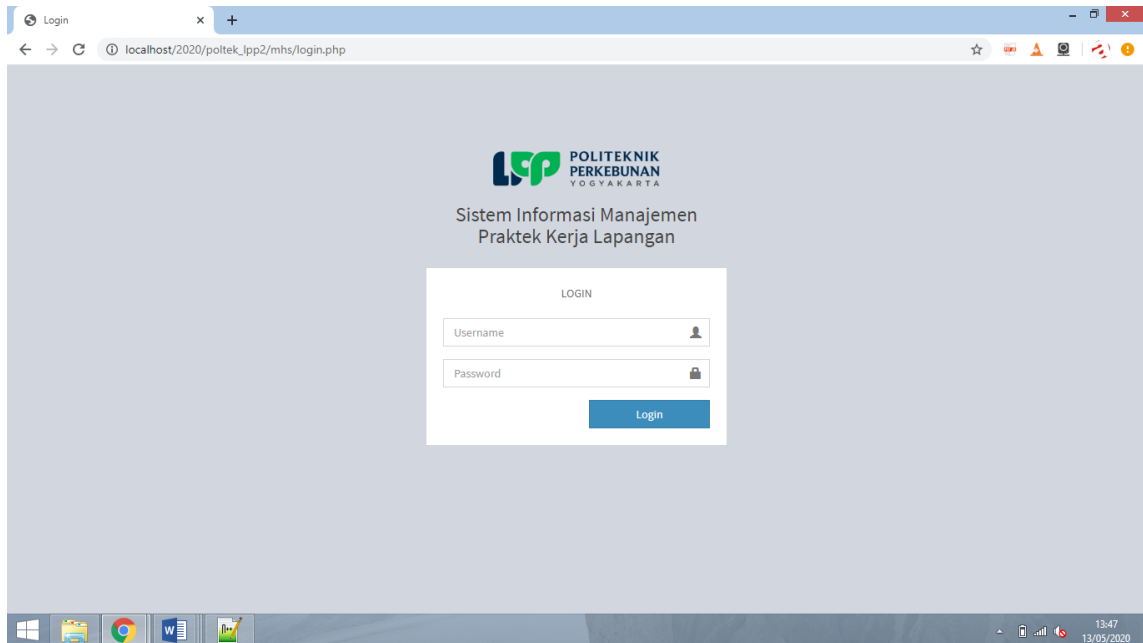 Login
localhost/2020/poltek_lpp2/mhs/login.php
LPP
POLITEKNIK
PERKEBUNAN
YOGYAKARTA
Sistem Informasi Manajemen
Praktek Kerja Lapangan
LOGIN
Username
Password
Login
13:47
13/05/2020